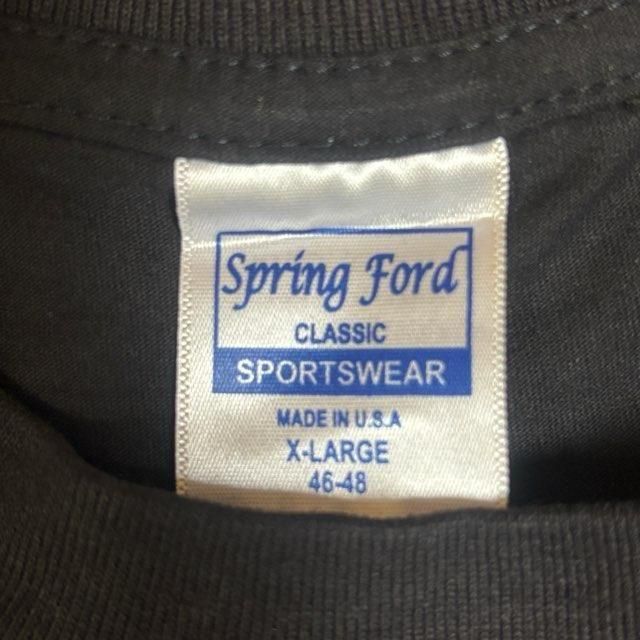 Spring Ford
CLASSIC
SPORTSWEAR
MADE IN U.S.A
X-LARGE
46-48